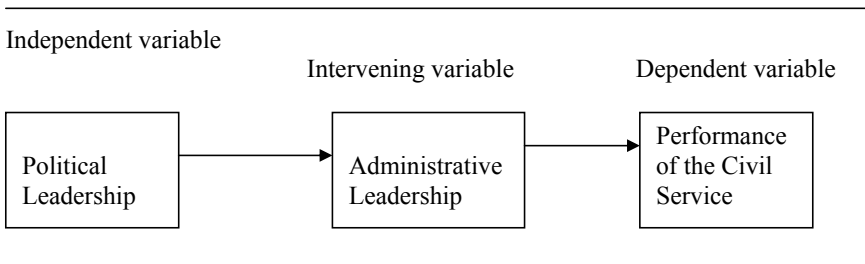 Independent variable
Intervening variable
Dependent variable
Political
Leadership
Administrative
Leadership
Performance
of the Civil
Service